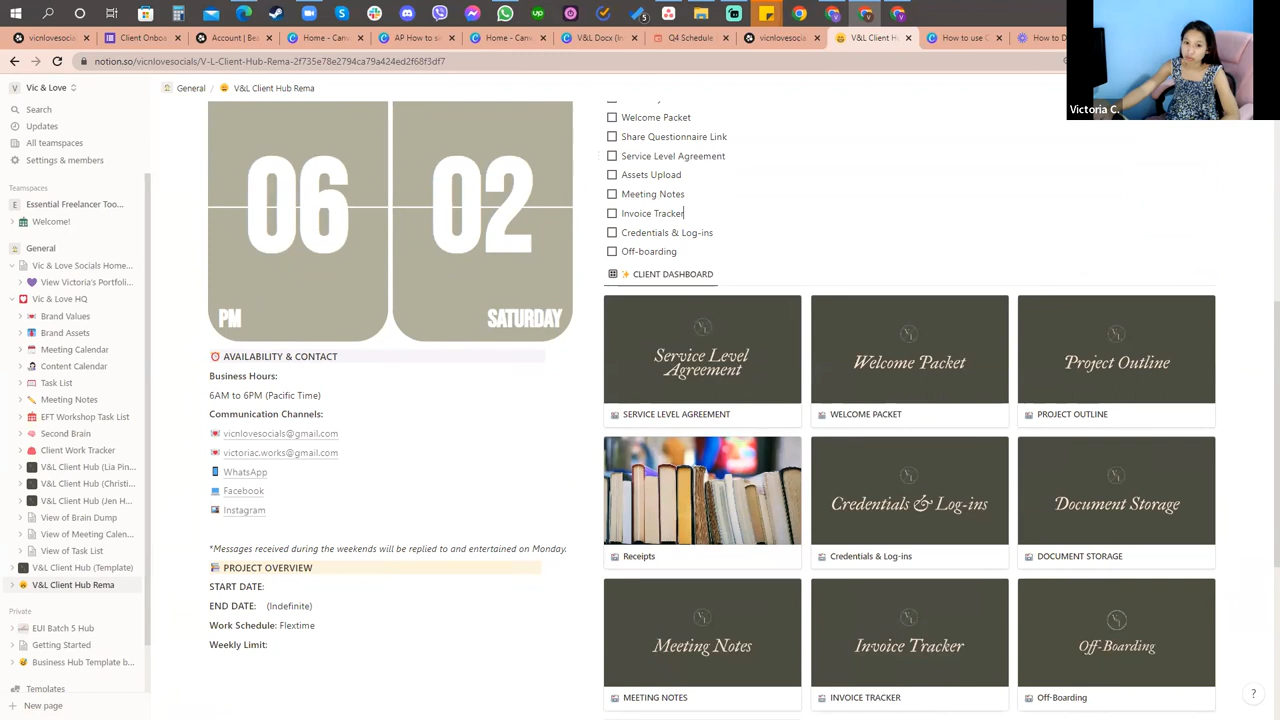 vicnlovesocia
Client Onbo
Account | Bea
Home - Canv
AP How to si
Home - Canv
V&L Docx (In
Q4 Schedule
vicnlovesocia
V&L Client H
How to use C
How to D
notion.so/vicnlovesocials/V-L-Client-Hub-Rema-2f735e78e2794ca79a424ed2f68f3df7
Victoria C.
V Vic & Love
General / V&L Client Hub Rema
Search
Updates
All teamspaces
Settings & members
Teamspaces
E Essential Freelancer Too...
Welcome!
General
Vic & Love Socials Home...
View Victoria's Portfoli...
Vic & Love HQ
Brand Values
Brand Assets
Meeting Calendar
Content Calendar
Task List
Meeting Notes
EFT Workshop Task List
Second Brain
Client Work Tracker
V&L Client Hub (Lia Pin...
V&L Client Hub (Christi...
V&L Client Hub (Jen H...
View of Brain Dump
View of Meeting Calen...
View of Task List
V&L Client Hub (Template)
V&L Client Hub Rema
Private
EUI Batch 5 Hub
Getting Started
Business Hub Template b...
Templates
New page
06 02
PM SATURDAY
AVAILABILITY & CONTACT
Business Hours:
6AM to 6PM (Pacific Time)
Communication Channels:
vicnlovesocials@gmail.com
victoriac.works@gmail.com
WhatsApp
Facebook
Instagram
*Messages received during the weekends will be replied to and entertained on Monday.
PROJECT OVERVIEW
START DATE:
END DATE: (Indefinite)
Work Schedule: Flextime
Weekly Limit:
Welcome Packet
Share Questionnaire Link
Service Level Agreement
Assets Upload
Meeting Notes
Invoice Tracker
Credentials & Log-ins
Off-boarding
CLIENT DASHBOARD
Service Level
Agreement
SERVICE LEVEL AGREEMENT
Welcome Packet
WELCOME PACKET
Project Outline
PROJECT OUTLINE
Receipts
Credentials & Log-ins
Credentials & Log-ins
Document Storage
DOCUMENT STORAGE
Meeting Notes
MEETING NOTES
Invoice Tracker
INVOICE TRACKER
Off-Boarding
Off-Boarding
?